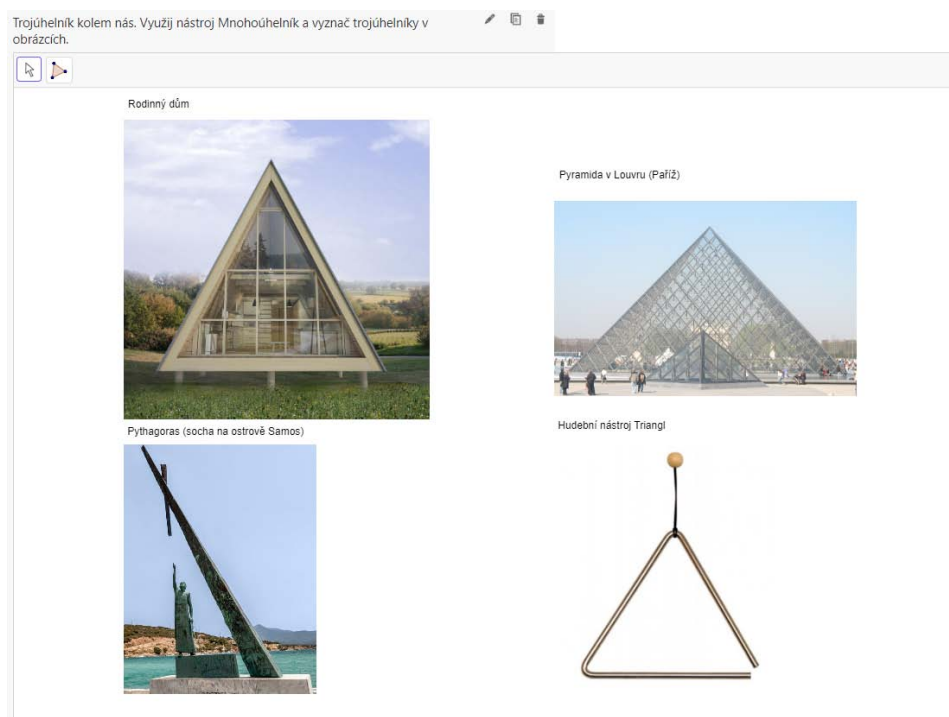 Trojúhelník kolem nás. Využij nástroj Mnohoúhelník a vyznač trojúhelníky v
obrázcích.
Rodinný dům
Pyramida v Louvru (Paříž)
Pythagoras (socha na ostrově Samos)
Hudební nástroj Triangl